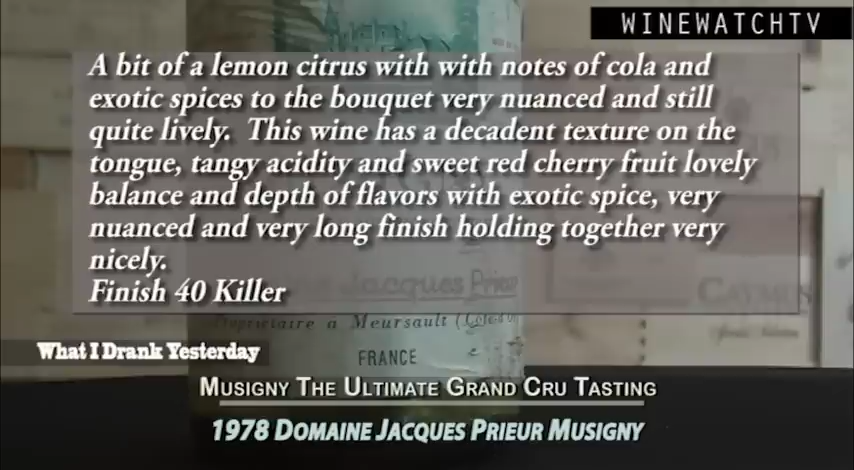 WINEWATCHTV
A bit of a lemon citrus with with notes of cola and
exotic spices to the bouquet very nuanced and still
quite lively. This wine has a decadent texture on the
tongue, tangy acidity and sweet red cherry fruit lovely
balance and depth of flavors with exotic spice, very
nuanced and very long finish holding together very
nicely.
Finish 40 Killer
Jacques Prieur
Propriétaire a Meursault (Côte-d'Or
FRANCE
CAYMUS
What I Drank Yesterday
MUSIGNY THE ULTIMATE GRAND CRU TASTING
1978 DOMAINE JACQUES PRIEUR MUSIGNY